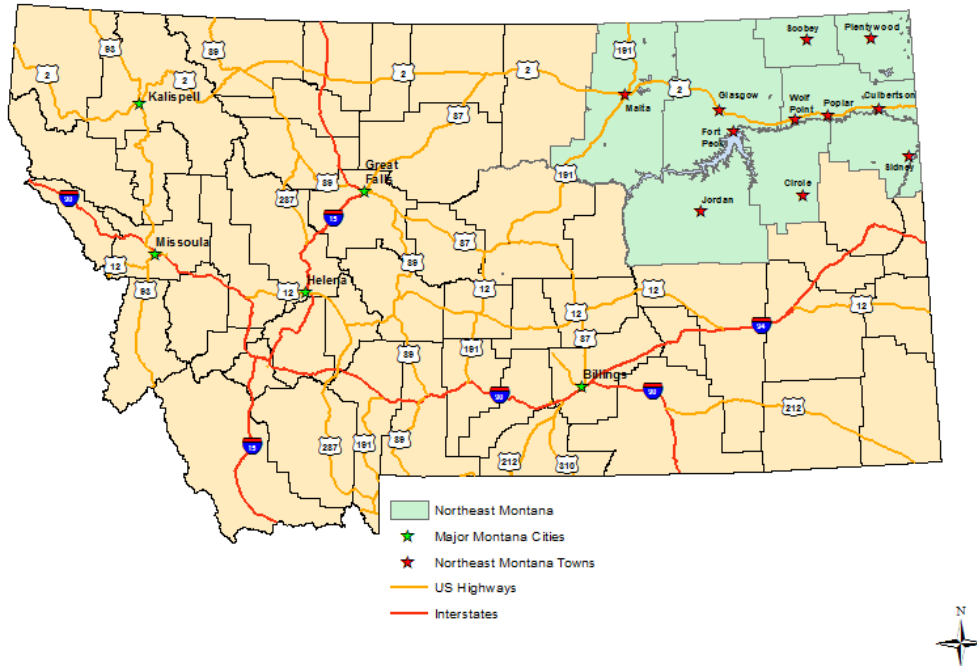 93
89
191
Scobey
Plentywood
2
2
2
2
2
Kalispell
Malta
Glasgow
Wolf
Point
Poplar
Culbertson
87
Fort
Peck
Great
Falls
191
Sidney
89
90
287
15
Jordan
Circle
Missoula
87
12
93
89
12
Helena
12
12
12
12
94
87
191
89
Billings
90
90
212
15
287
191
89
212
310
Northeast Montana
Major Montana Cities
Northeast Montana Towns
US Highways
Interstates
N